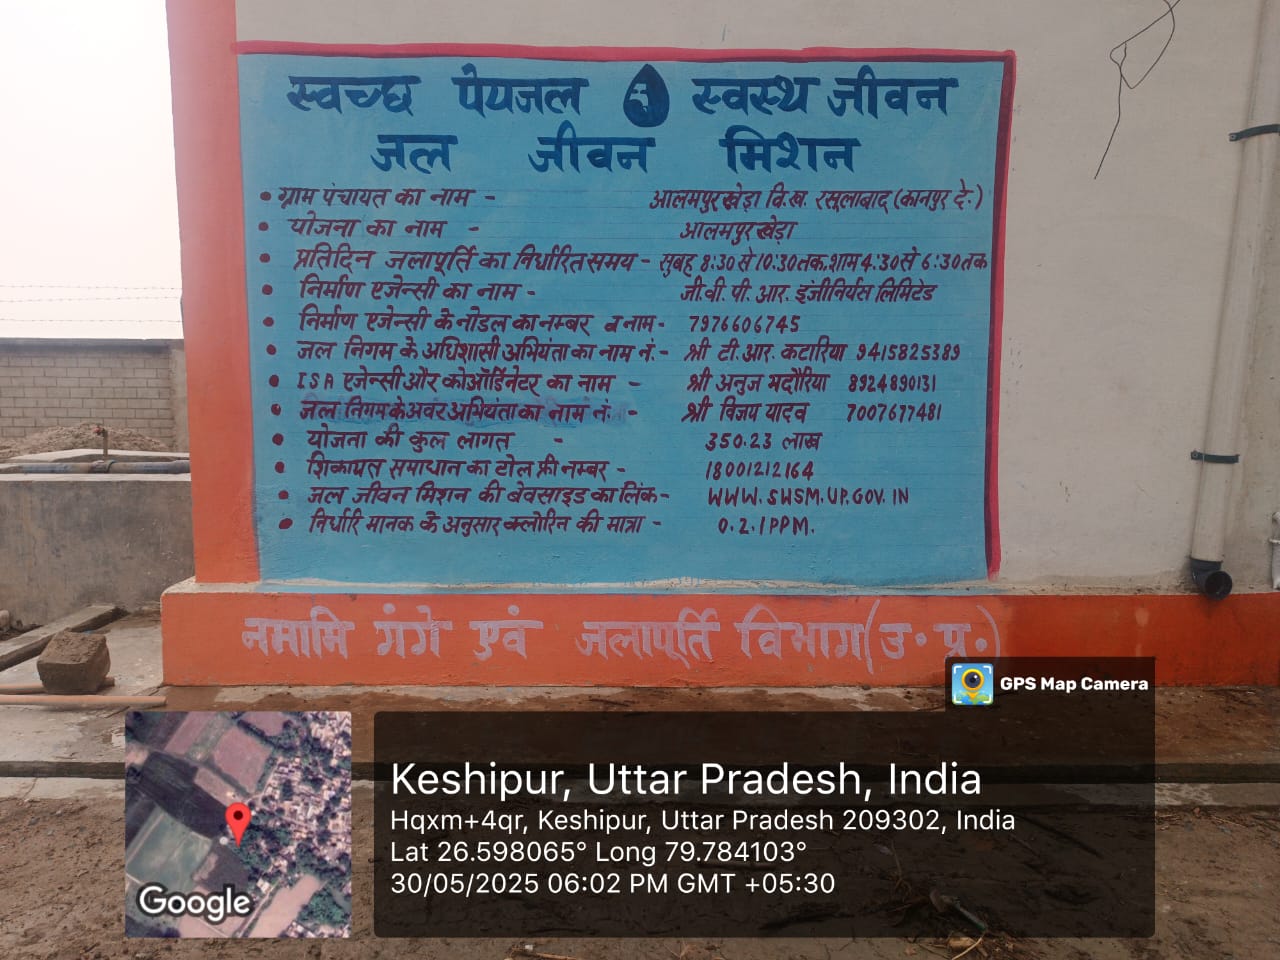 स्वच्छ पेयजल स्वस्थ जीवन
जल जीवन मिशन
• ग्राम पंचायत का नाम - आलमपुर खेड़ा वि.ख. रसूलाबाद (कानपुर दे.)
• योजना का नाम - आलमपुर खेड़ा
• प्रतिदिन जलापूर्ति का निर्धारित समय - सुबह 8:30 से 10:30 तक, शाम 4:30 से 6:30 तक
• निर्माण एजेन्सी का नाम - जी.वी.पी.आर. इंजीनियर्स लिमिटेड
• निर्माण एजेन्सी के नोडल का नम्बर व नाम - 7976606745
• जल निगम के अधिशासी अभियंता का नाम नं. - श्री टी.आर. कटारिया 9415825389
• ISA एजेन्सी और कोऑर्डिनेटर का नाम - श्री अनुज भदौरिया 8924890131
• जल निगम के अवर अभियंता का नाम नं. - श्री विजय यादव 7007677481
• योजता की कुल लागत - 350.23 लाख
• शिकायत समाधान का टोल फ्री नम्बर - 18001212164
• जल जीवन मिशन की बेवसाइड का लिंक - WWW.SWSM.UP.GOV.IN
• निर्धारि मानक के अनुसार क्लोरिन की मात्रा - 0.2.1PPM.
नमामि गंगे एवं जलापूर्ति विभाग (उ.प्र.)
GPS Map Camera
Keshipur, Uttar Pradesh, India
Hqxm+4qr, Keshipur, Uttar Pradesh 209302, India
Lat 26.598065° Long 79.784103°
30/05/2025 06:02 PM GMT +05:30
Google